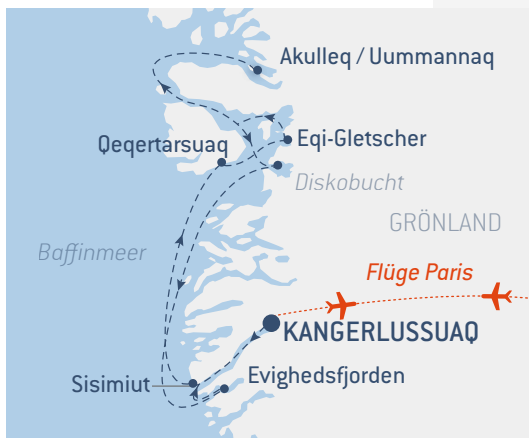 Akulleq / Uummannaq
Qeqertarsuaq
Eqi-Gletscher
Diskobucht
GRÖNLAND
Baffinmeer
Flüge Paris
KANGERLUSSUAQ
Sisimiut
Evighedsfjorden